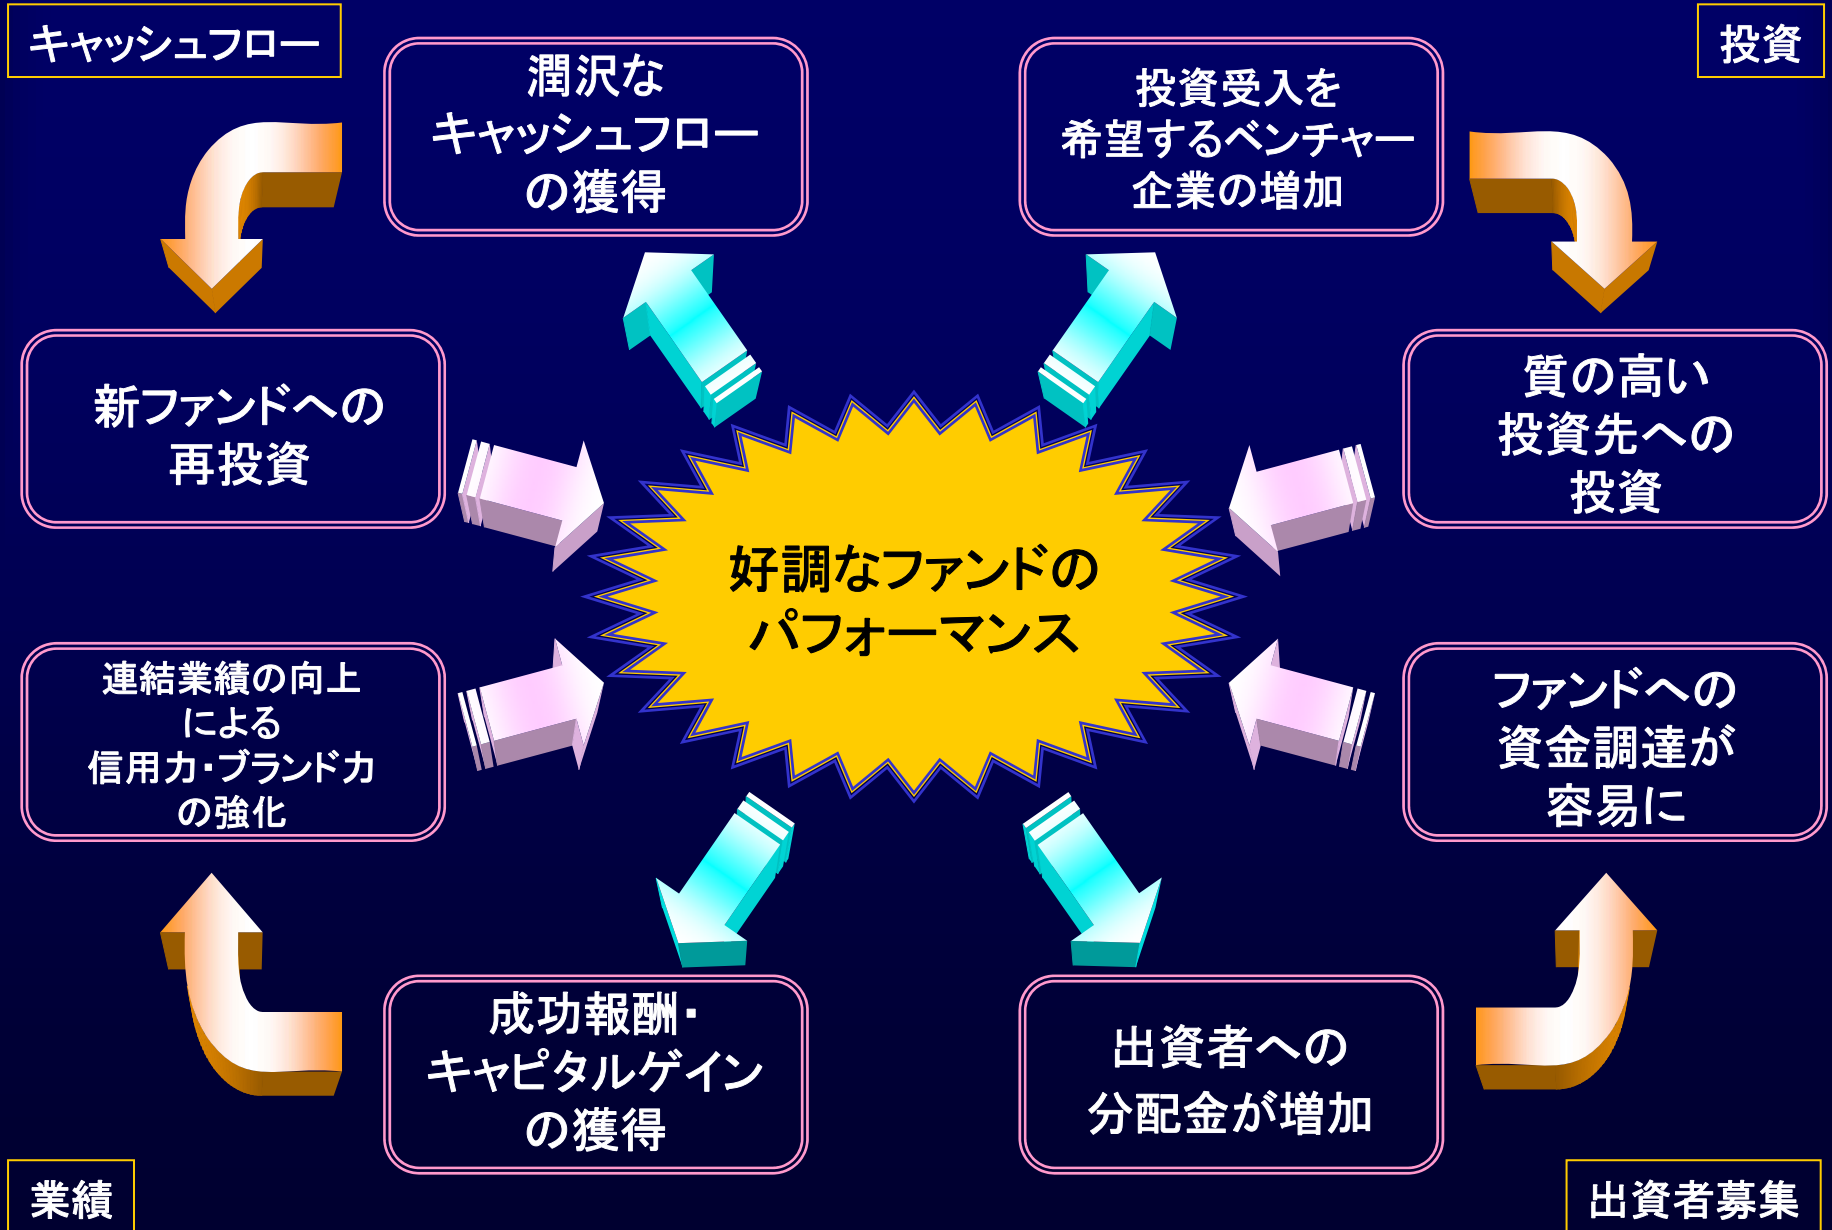 キャッシュフロー
投資
潤沢な
キャッシュフロー
の獲得
投資受入を
希望するベンチャー
企業の増加
新ファンドへの
再投資
質の高い
投資先への
投資
好調なファンドの
パフォーマンス
連結業績の向上
による
信用力・ブランド力
の強化
ファンドへの
資金調達が
容易に
成功報酬・
キャピタルゲイン
の獲得
出資者への
分配金が増加
業績
出資者募集